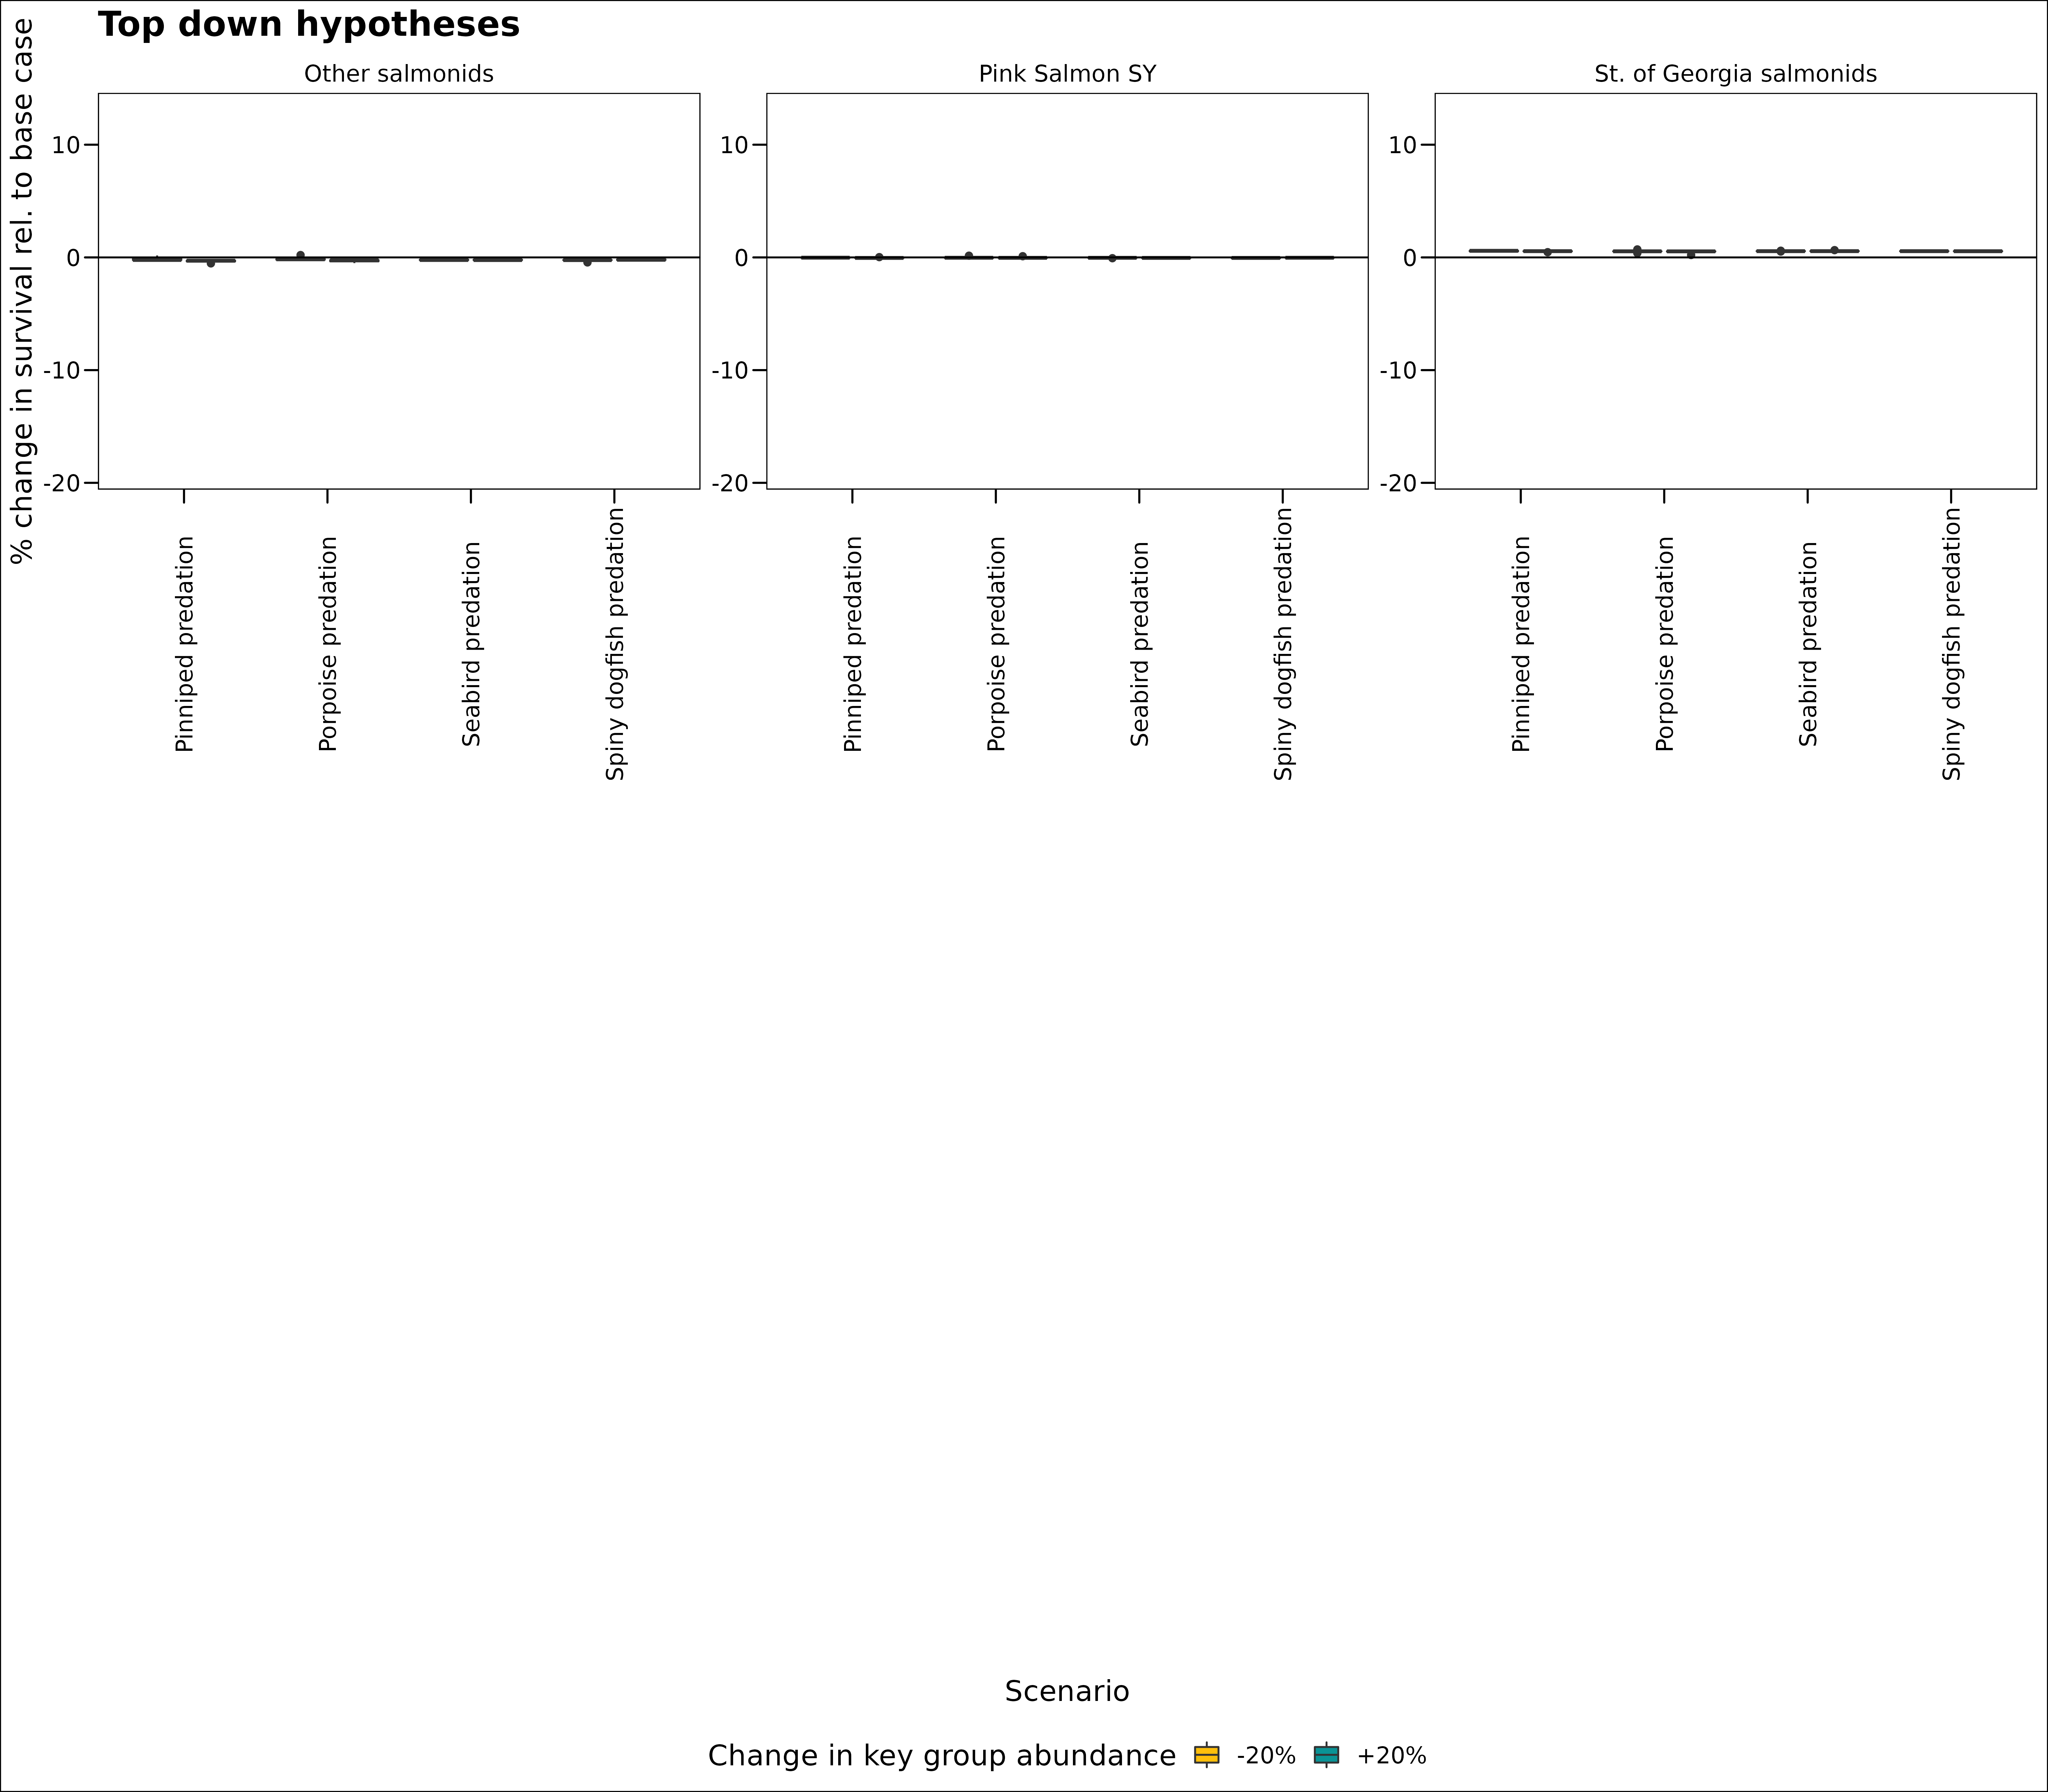 Top down hypotheses
Other salmonids
Pink Salmon SY
St. of Georgia salmonids
% change in survival rel. to base case
10
0
-10
-20
10
0
-10
-20
10
0
-10
-20
Pinniped predation
Porpoise predation
Seabird predation
Spiny dogfish predation
Pinniped predation
Porpoise predation
Seabird predation
Spiny dogfish predation
Pinniped predation
Porpoise predation
Seabird predation
Spiny dogfish predation
Scenario
Change in key group abundance -20% +20%